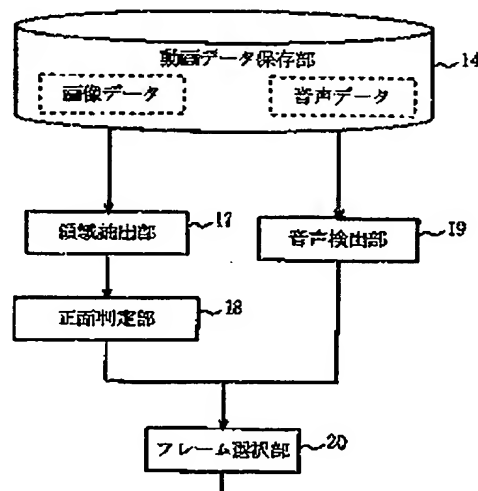 動画データ保存部
14
画像データ
音声データ
領域抽出部
17
音声検出部
19
正面判定部
18
フレーム選択部
20